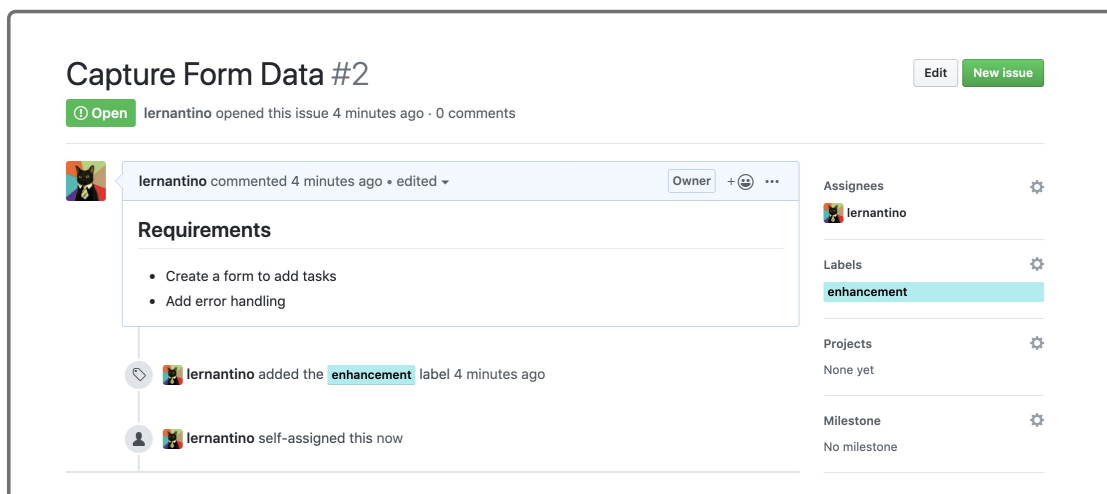 Capture Form Data #2
Edit
New issue
Open
lernantino opened this issue 4 minutes ago · 0 comments
lernantino commented 4 minutes ago • edited
Owner
Requirements
• Create a form to add tasks
• Add error handling
lernantino added the enhancement label 4 minutes ago
lernantino self-assigned this now
Assignees
lernantino
Labels
enhancement
Projects
None yet
Milestone
No milestone